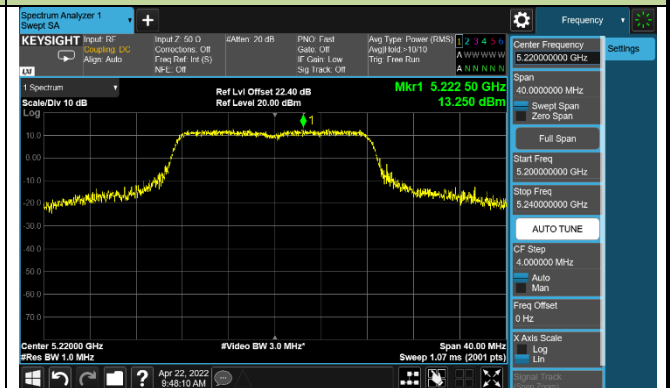 Spectrum Analyzer 1
Swept SA
Frequency
KEYSIGHT
Input: RF
Coupling: DC
Align: Auto
Input Z: 50 Ω
Corrections: Off
Freq Ref: Int (S)
NFE: Off
#Atten: 20 dB
PNO: Fast
Gate: Off
IF Gain: Low
Sig Track: Off
Avg Type: Power (RMS)
Avg|Hold:>10/10
Trig: Free Run
1 2 3 4 5 6
A W W W W W
A N N N N N
LXI
Center Frequency
5.220000000 GHz
Settings
Span
40.0000000 MHz
Swept Span
Zero Span
Full Span
Start Freq
5.200000000 GHz
Stop Freq
5.240000000 GHz
AUTO TUNE
CF Step
4.000000 MHz
Auto
Man
Freq Offset
0 Hz
X Axis Scale
Log
Lin
Signal Track
(Span Zoom)
1 Spectrum
Scale/Div 10 dB
Log
Ref Lvl Offset 22.40 dB
Ref Level 20.00 dBm
Mkr1 5.222 50 GHz
13.250 dBm
1
10.0
0.00
-10.0
-20.0
-30.0
-40.0
-50.0
-60.0
-70.0
Center 5.22000 GHz
#Res BW 1.0 MHz
#Video BW 3.0 MHz*
Span 40.00 MHz
Sweep 1.07 ms (2001 pts)
Apr 22, 2022
9:48:10 AM